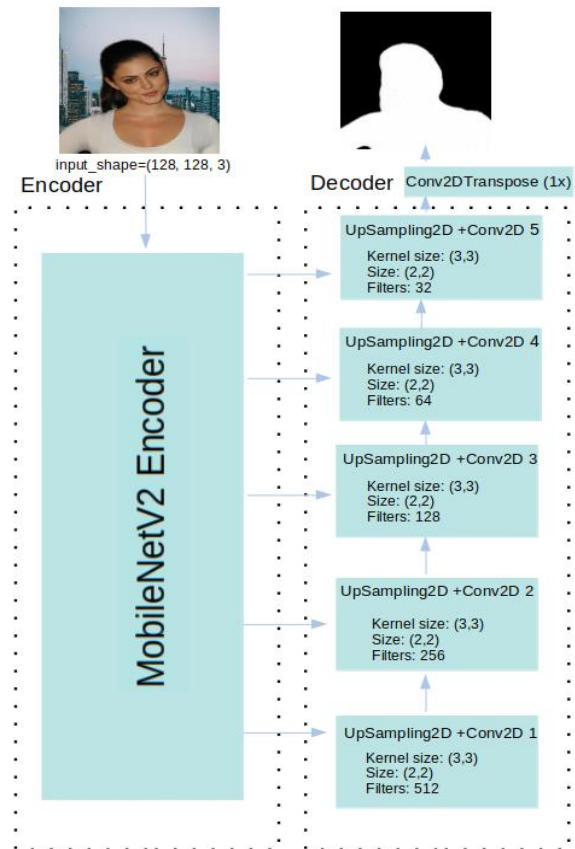 input_shape=(128, 128, 3)
Encoder
MobileNetV2 Encoder
Decoder
Conv2DTranspose (1x)
UpSampling2D +Conv2D 5
Kernel size: (3,3)
Size: (2,2)
Filters: 32
UpSampling2D +Conv2D 4
Kernel size: (3,3)
Size: (2,2)
Filters: 64
UpSampling2D +Conv2D 3
Kernel size: (3,3)
Size: (2,2)
Filters: 128
UpSampling2D +Conv2D 2
Kernel size: (3,3)
Size: (2,2)
Filters: 256
UpSampling2D +Conv2D 1
Kernel size: (3,3)
Size: (2,2)
Filters: 512